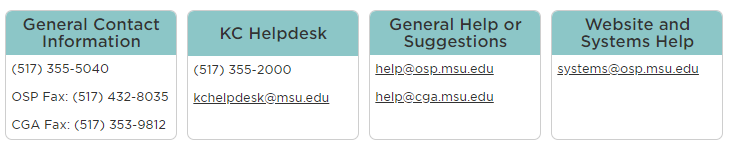 General Contact
Information
(517) 355-5040
OSP Fax: (517) 432-8035
CGA Fax: (517) 353-9812
KC Helpdesk
(517) 355-2000
kchelpdesk@msu.edu
General Help or
Suggestions
help@osp.msu.edu
help@cga.msu.edu
Website and
Systems Help
systems@osp.msu.edu